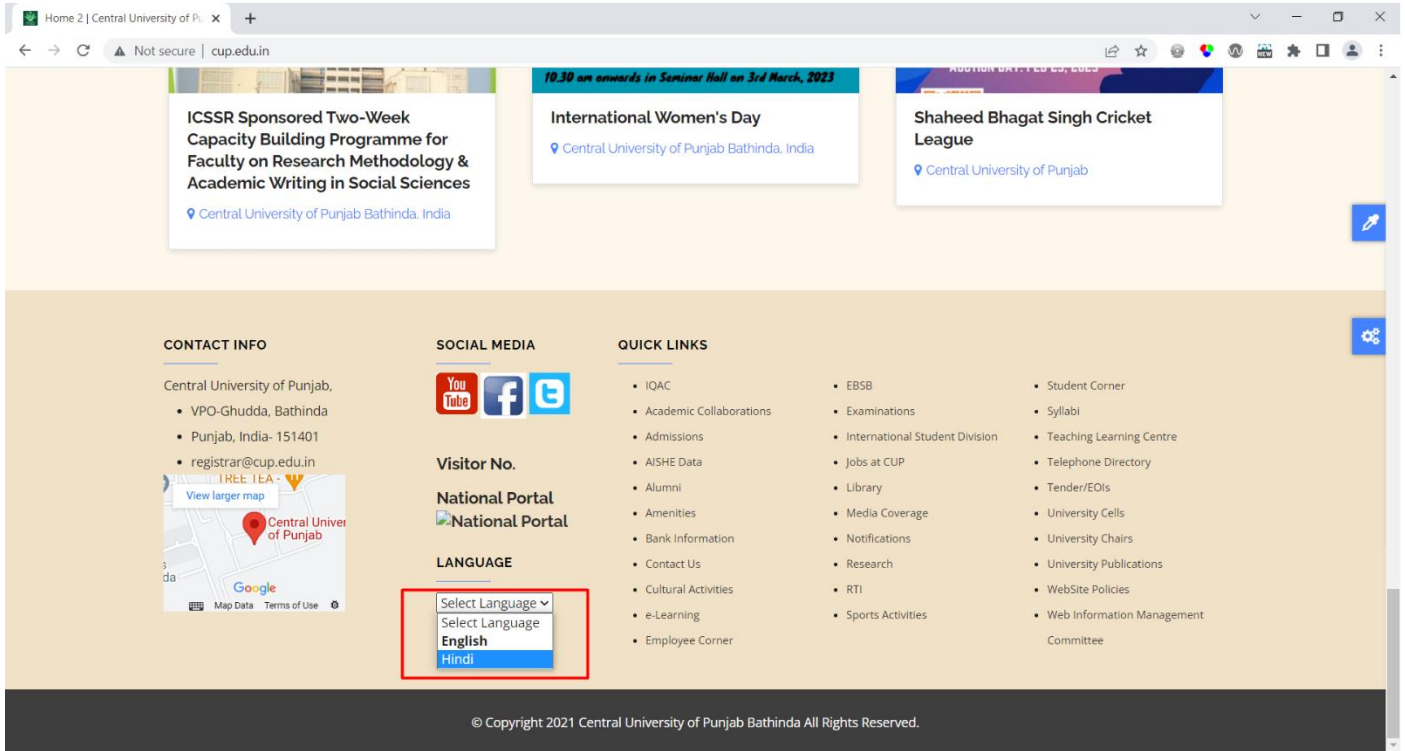 Home 2 | Central University of Pu
Not secure | cup.edu.in
10.30 am onwards in Seminar Hall on 3rd March, 2023
AUCTION DAY: FEB 25, 2023
ICSSR Sponsored Two-Week
Capacity Building Programme for
Faculty on Research Methodology &
Academic Writing in Social Sciences
Central University of Punjab Bathinda, India
International Women's Day
Central University of Punjab Bathinda, India
Shaheed Bhagat Singh Cricket
League
Central University of Punjab
CONTACT INFO
Central University of Punjab,
• VPO-Ghudda, Bathinda
• Punjab, India- 151401
• registrar@cup.edu.in
TREE TEA -
View larger map
Central Univer
of Punjab
da
Google
Map Data Terms of Use
SOCIAL MEDIA
You
Tube
Visitor No.
National Portal
National Portal
LANGUAGE
Select Language
Select Language
English
Hindi
QUICK LINKS
• IQAC
• Academic Collaborations
• Admissions
• AISHE Data
• Alumni
• Amenities
• Bank Information
• Contact Us
• Cultural Activities
• e-Learning
• Employee Corner
• EBSB
• Examinations
• International Student Division
• Jobs at CUP
• Library
• Media Coverage
• Notifications
• Research
• RTI
• Sports Activities
• Student Corner
• Syllabi
• Teaching Learning Centre
• Telephone Directory
• Tender/EOIs
• University Cells
• University Chairs
• University Publications
• WebSite Policies
• Web Information Management
Committee
© Copyright 2021 Central University of Punjab Bathinda All Rights Reserved.